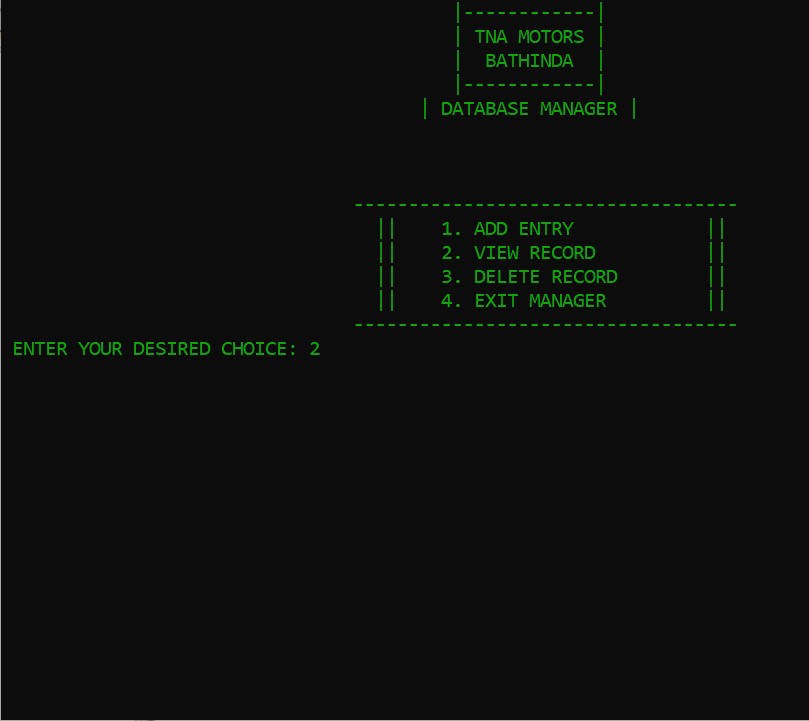 |------------|
| TNA MOTORS |
| BATHINDA |
|------------|
| DATABASE MANAGER |
-----------------------------------
|| 1. ADD ENTRY ||
|| 2. VIEW RECORD ||
|| 3. DELETE RECORD ||
|| 4. EXIT MANAGER ||
-----------------------------------
ENTER YOUR DESIRED CHOICE: 2